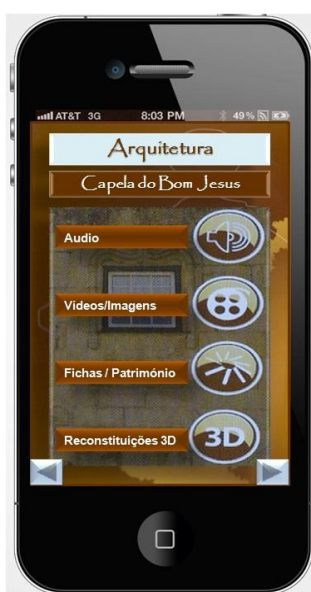 AT&T 3G 8:03 PM 49%
Arquitetura
Capela do Bom Jesus
Audio
Videos/Imagens
Fichas / Património
Reconstituições 3D
3D